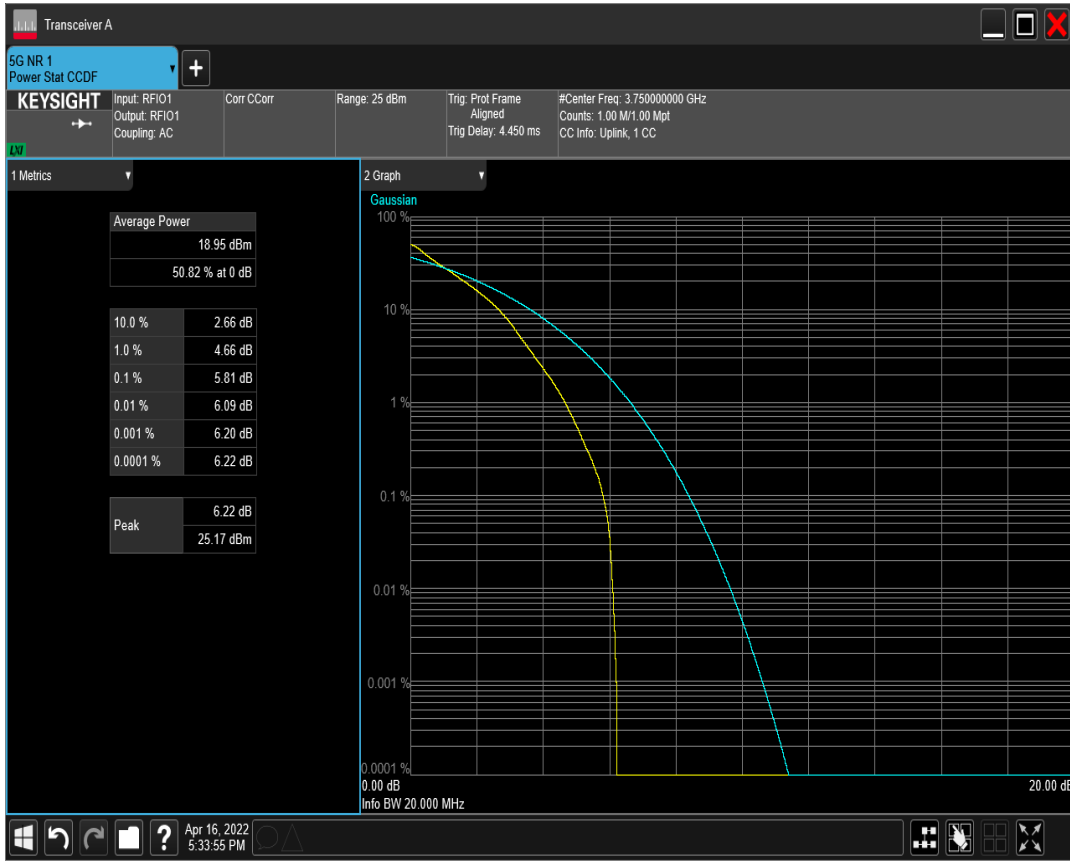 Transceiver A
5G NR 1
Power Stat CCDF
KEYSIGHT
LXI
Input: RFIO1
Output: RFIO1
Coupling: AC
Corr CCorr
Range: 25 dBm
Trig: Prot Frame
Aligned
Trig Delay: 4.450 ms
#Center Freq: 3.750000000 GHz
Counts: 1.00 M/1.00 Mpt
CC Info: Uplink, 1 CC
1 Metrics
Average Power
18.95 dBm
50.82 % at 0 dB
10.0 % 2.66 dB
1.0 % 4.66 dB
0.1 % 5.81 dB
0.01 % 6.09 dB
0.001 % 6.20 dB
0.0001 % 6.22 dB
Peak
6.22 dB
25.17 dBm
2 Graph
Gaussian
100 %
10 %
1 %
0.1 %
0.01 %
0.001 %
0.0001 %
0.00 dB 20.00 dB
Info BW 20.000 MHz
?
Apr 16, 2022
5:33:55 PM